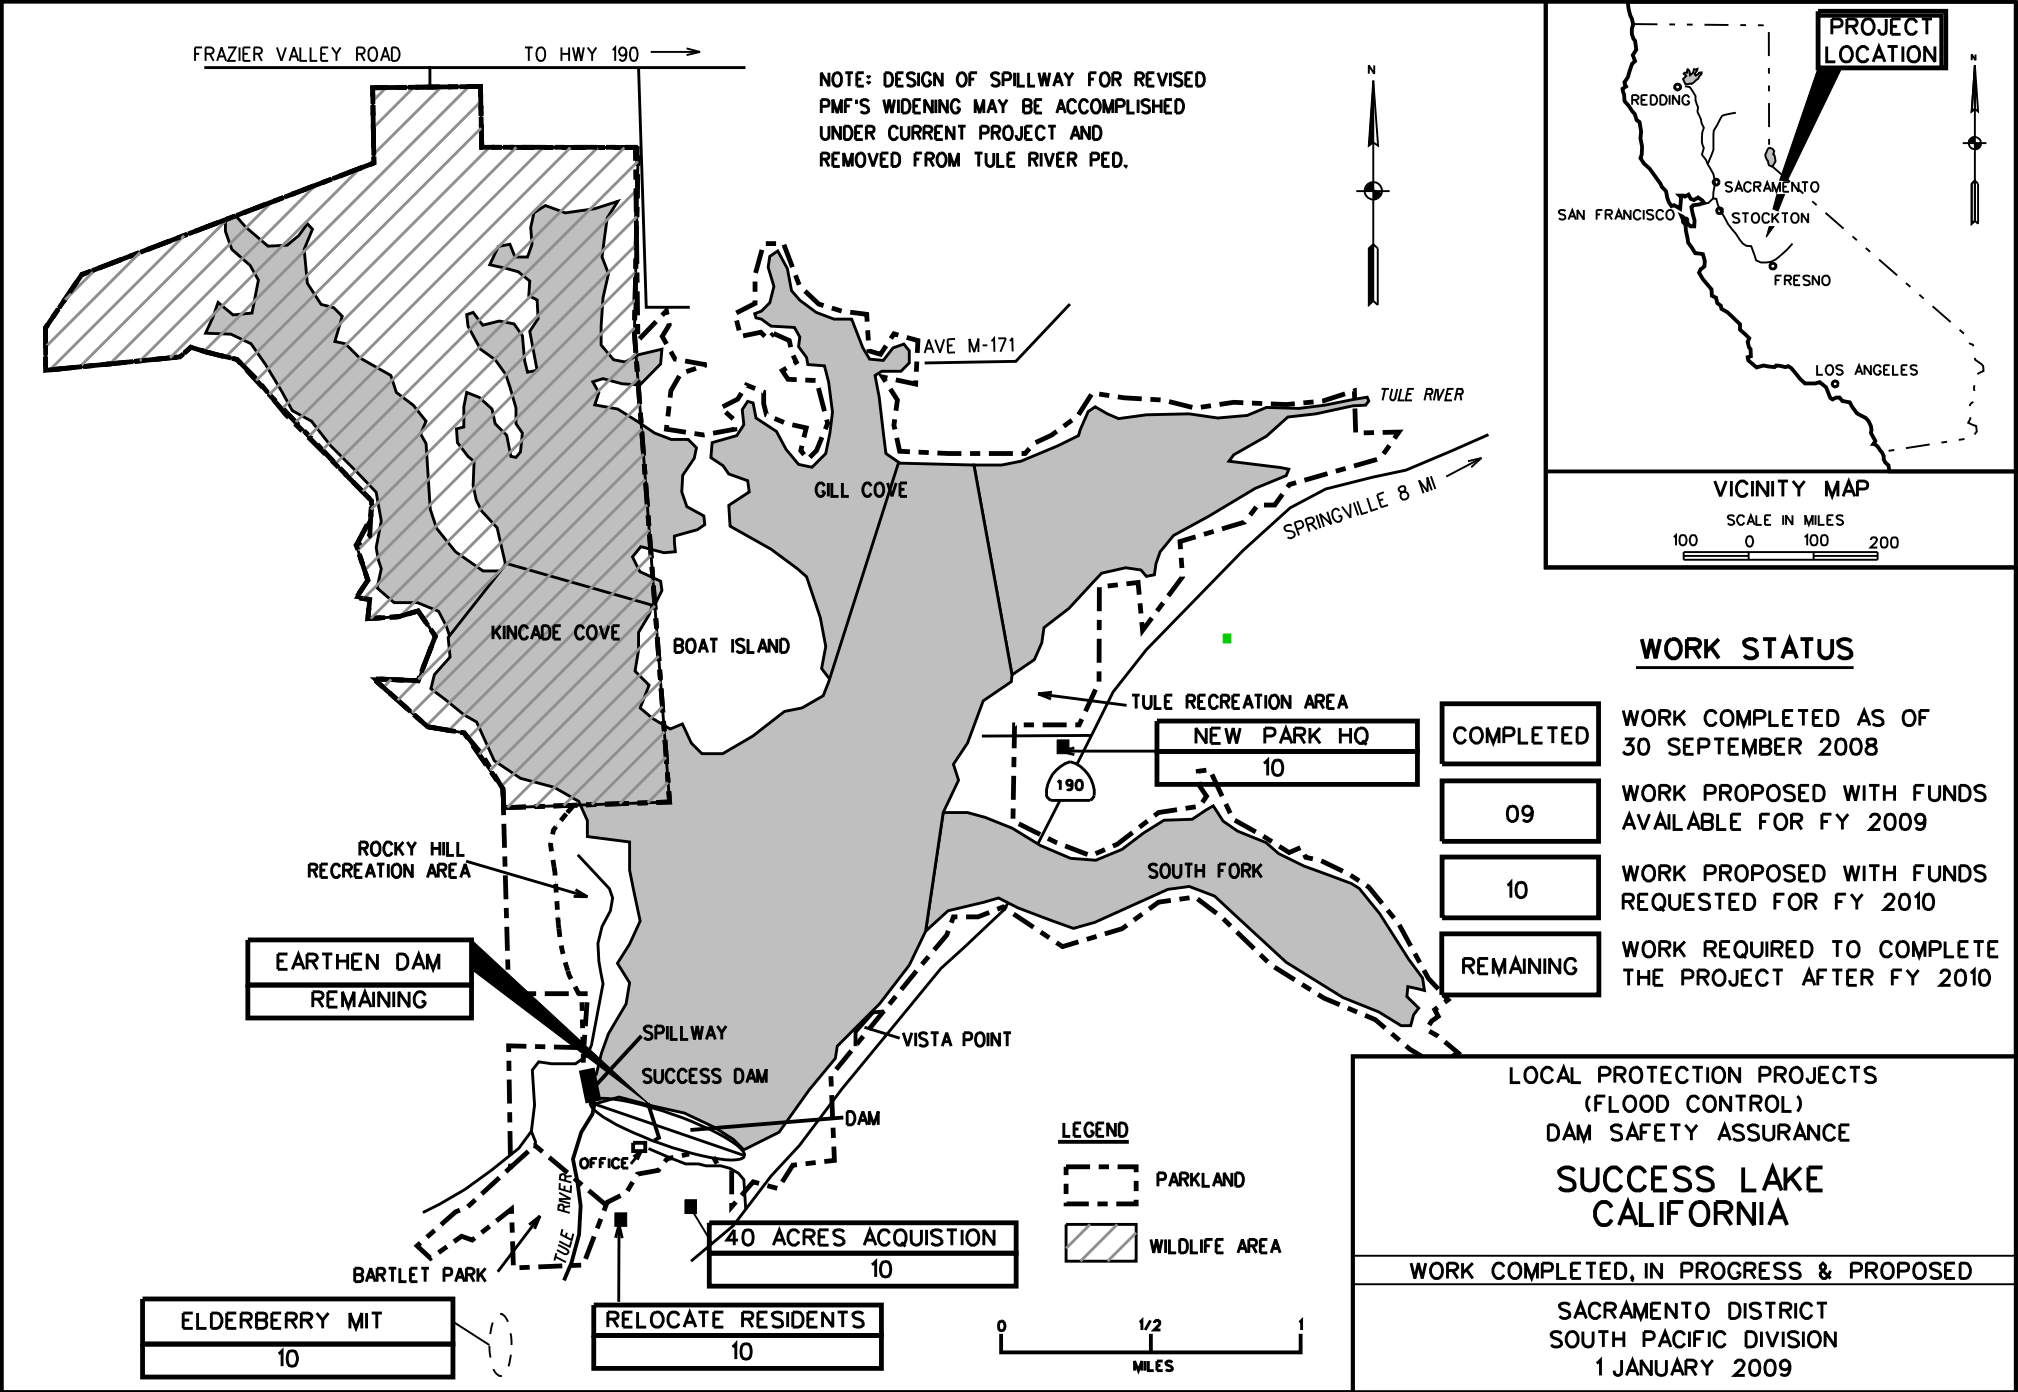 FRAZIER VALLEY ROAD
TO HWY 190
NOTE: DESIGN OF SPILLWAY FOR REVISED
PMF'S WIDENING MAY BE ACCOMPLISHED
UNDER CURRENT PROJECT AND
REMOVED FROM TULE RIVER PED.
N
PROJECT
LOCATION
N
REDDING
SACRAMENTO
SAN FRANCISCO
STOCKTON
FRESNO
LOS ANGELES
VICINITY MAP
SCALE IN MILES
100 0 100 200
AVE M-171
TULE RIVER
GILL COVE
SPRINGVILLE 8 MI
KINCADE COVE
BOAT ISLAND
TULE RECREATION AREA
NEW PARK HQ
10
190
WORK STATUS
COMPLETED
WORK COMPLETED AS OF
30 SEPTEMBER 2008
09
WORK PROPOSED WITH FUNDS
AVAILABLE FOR FY 2009
10
WORK PROPOSED WITH FUNDS
REQUESTED FOR FY 2010
REMAINING
WORK REQUIRED TO COMPLETE
THE PROJECT AFTER FY 2010
ROCKY HILL
RECREATION AREA
SOUTH FORK
EARTHEN DAM
REMAINING
SPILLWAY
VISTA POINT
SUCCESS DAM
DAM
OFFICE
TULE RIVER
BARTLET PARK
40 ACRES ACQUISTION
10
ELDERBERRY MIT
10
RELOCATE RESIDENTS
10
LEGEND
PARKLAND
WILDLIFE AREA
0 1/2 1
MILES
LOCAL PROTECTION PROJECTS
(FLOOD CONTROL)
DAM SAFETY ASSURANCE
SUCCESS LAKE
CALIFORNIA
WORK COMPLETED, IN PROGRESS & PROPOSED
SACRAMENTO DISTRICT
SOUTH PACIFIC DIVISION
1 JANUARY 2009